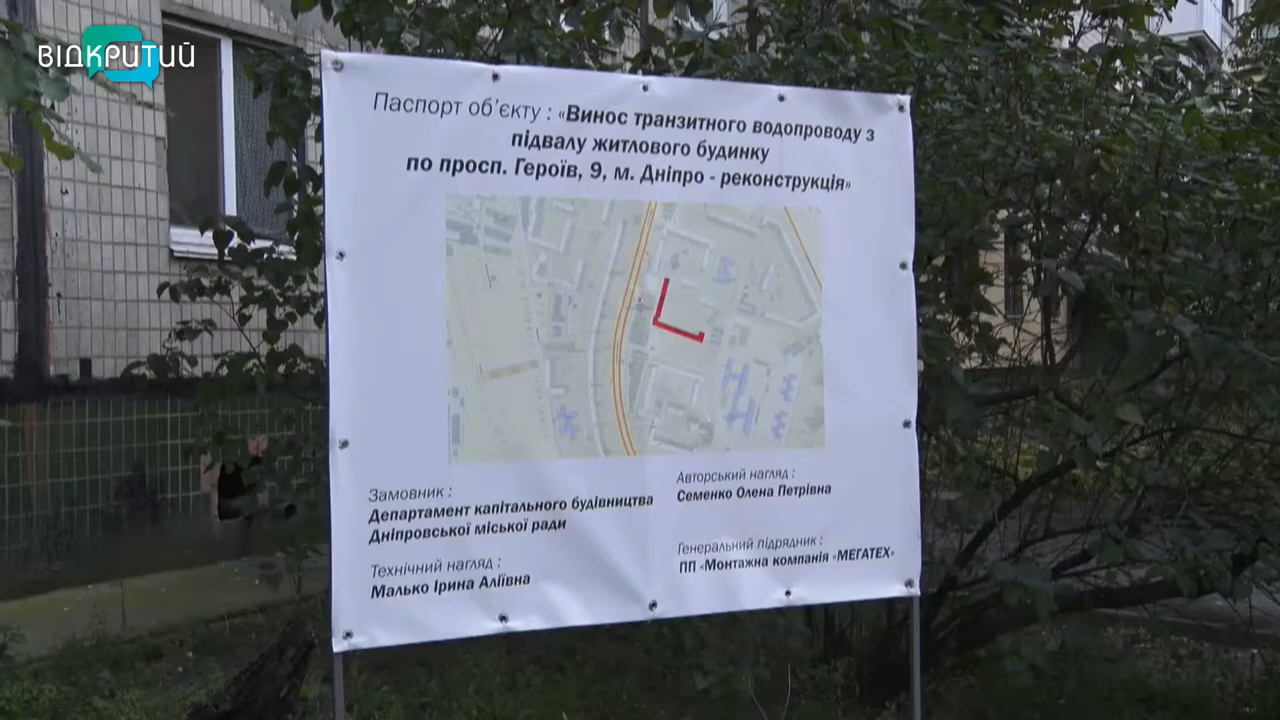 ВІДКРИТИЙ
Паспорт об'єкту : «Винос транзитного водопроводу з
підвалу житлового будинку
по просп. Героїв, 9, м. Дніпро - реконструкція»
Замовник :
Департамент капітального будівництва
Дніпровської міської ради
Технічний нагляд :
Малько Ірина Аліївна
Авторський нагляд :
Семенко Олена Петрівна
Генеральний підрядник :
ПП «Монтажна компанія «МЕГАТЕХ»